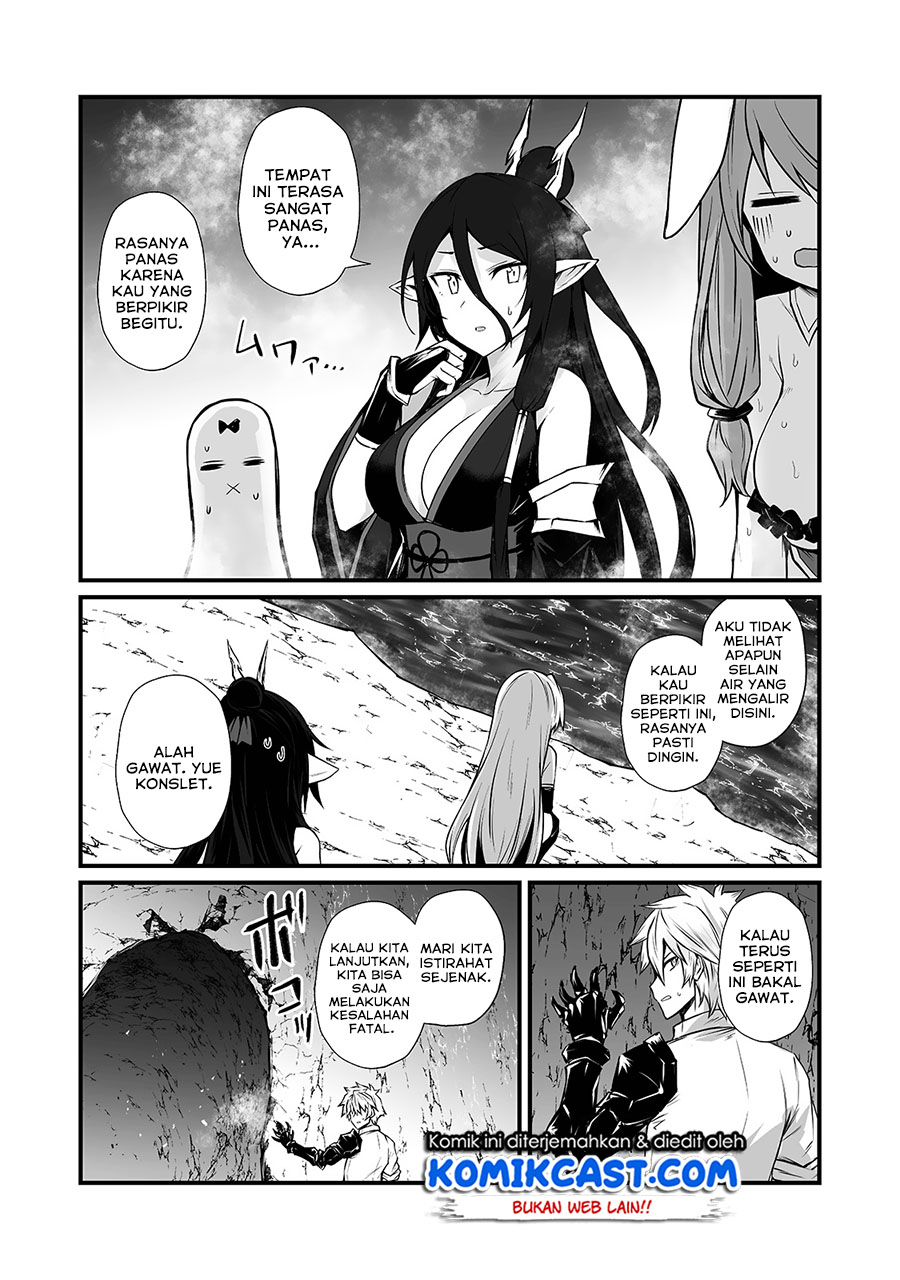 TEMPAT
INI TERASA
SANGAT
PANAS,
YA...
RASANYA
PANAS
KARENA
KAU YANG
BERPIKIR
BEGITU.
ムワァ...
AKU TIDAK
MELIHAT
APAPUN
SELAIN
AIR YANG
MENGALIR
DISINI.
KALAU
KAU
BERPIKIR
SEPERTI INI,
RASANYA
PASTI
DINGIN.
ALAH
GAWAT. YUE
KONSLET.
KALAU
TERUS
SEPERTI
INI BAKAL
GAWAT.
MARI KITA
ISTIRAHAT
SEJENAK.
KALAU KITA
LANJUTKAN,
KITA BISA
SAJA
MELAKUKAN
KESALAHAN
FATAL.
ボゴッ
Komik ini diterjemahkan & diedit oleh
KOMIKCAST.COM
BUKAN WEB LAIN!!